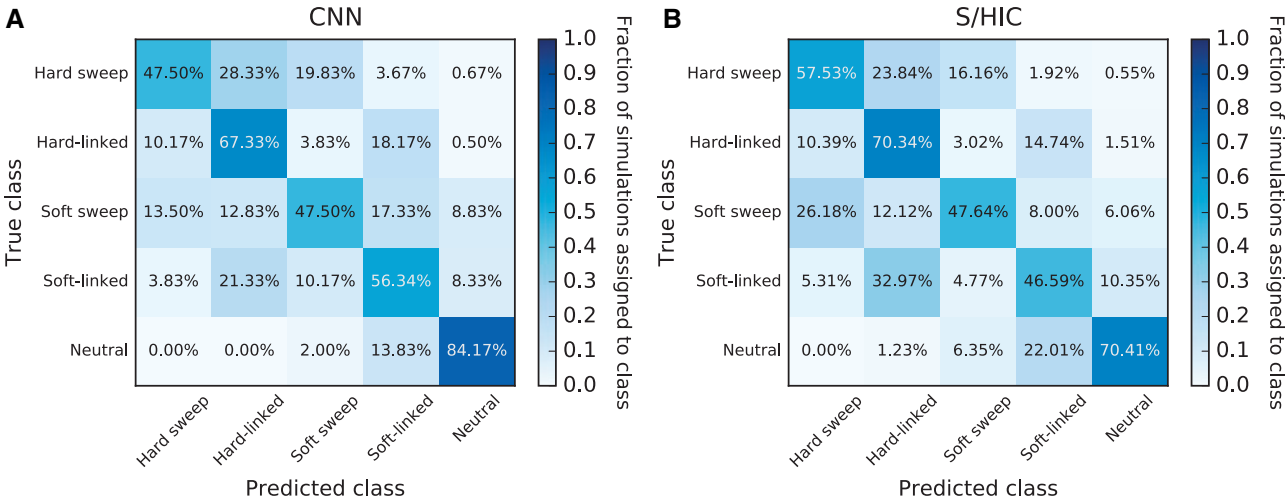 A
CNN
True class
Hard sweep 47.50% 28.33% 19.83% 3.67% 0.67%
Hard-linked 10.17% 67.33% 3.83% 18.17% 0.50%
Soft sweep 13.50% 12.83% 47.50% 17.33% 8.83%
Soft-linked 3.83% 21.33% 10.17% 56.34% 8.33%
Neutral 0.00% 0.00% 2.00% 13.83% 84.17%
Hard sweep Hard-linked Soft sweep Soft-linked Neutral
Predicted class
1.0
0.9
0.8
0.7
0.6
0.5
0.4
0.3
0.2
0.1
0.0
Fraction of simulations assigned to class
B
S/HIC
True class
Hard sweep 57.53% 23.84% 16.16% 1.92% 0.55%
Hard-linked 10.39% 70.34% 3.02% 14.74% 1.51%
Soft sweep 26.18% 12.12% 47.64% 8.00% 6.06%
Soft-linked 5.31% 32.97% 4.77% 46.59% 10.35%
Neutral 0.00% 1.23% 6.35% 22.01% 70.41%
Hard sweep Hard-linked Soft sweep Soft-linked Neutral
Predicted class
1.0
0.9
0.8
0.7
0.6
0.5
0.4
0.3
0.2
0.1
0.0
Fraction of simulations assigned to class